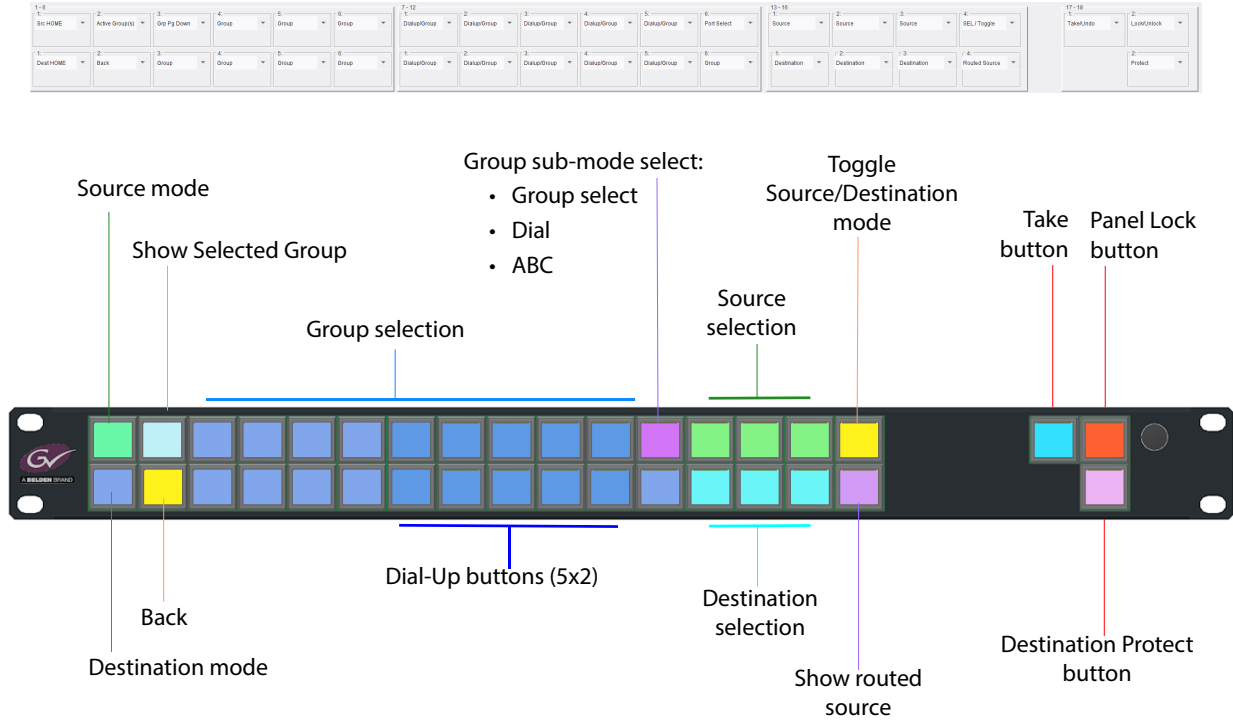 1 - 6
7 - 12
13 - 16
17 - 18
1. 2. 3. 4. 5. 6. 1. 2. 3. 4. 5. 6. 1. 2. 3. 4. 1. 2.
Src HOME Active Group(s) Grp Pg Down Group Group Group Dialup/Group Dialup/Group Dialup/Group Dialup/Group Dialup/Group Port Select Source Source Source SEL / Toggle Take/Undo Lock/Unlock
1. 2. 3. 4. 5. 6. 1. 2. 3. 4. 5. 6. 1. 2. 3. 4. 2.
Dest HOME Back Group Group Group Group Dialup/Group Dialup/Group Dialup/Group Dialup/Group Dialup/Group Group Destination Destination Destination Routed Source Protect
Source mode
Show Selected Group
Group selection
Group sub-mode select:
• Group select
• Dial
• ABC
Source
selection
Toggle
Source/Destination
mode
Take
button
Panel Lock
button
GV
A BELDEN BRAND
Dial-Up buttons (5x2)
Back
Destination mode
Destination
selection
Show routed
source
Destination Protect
button